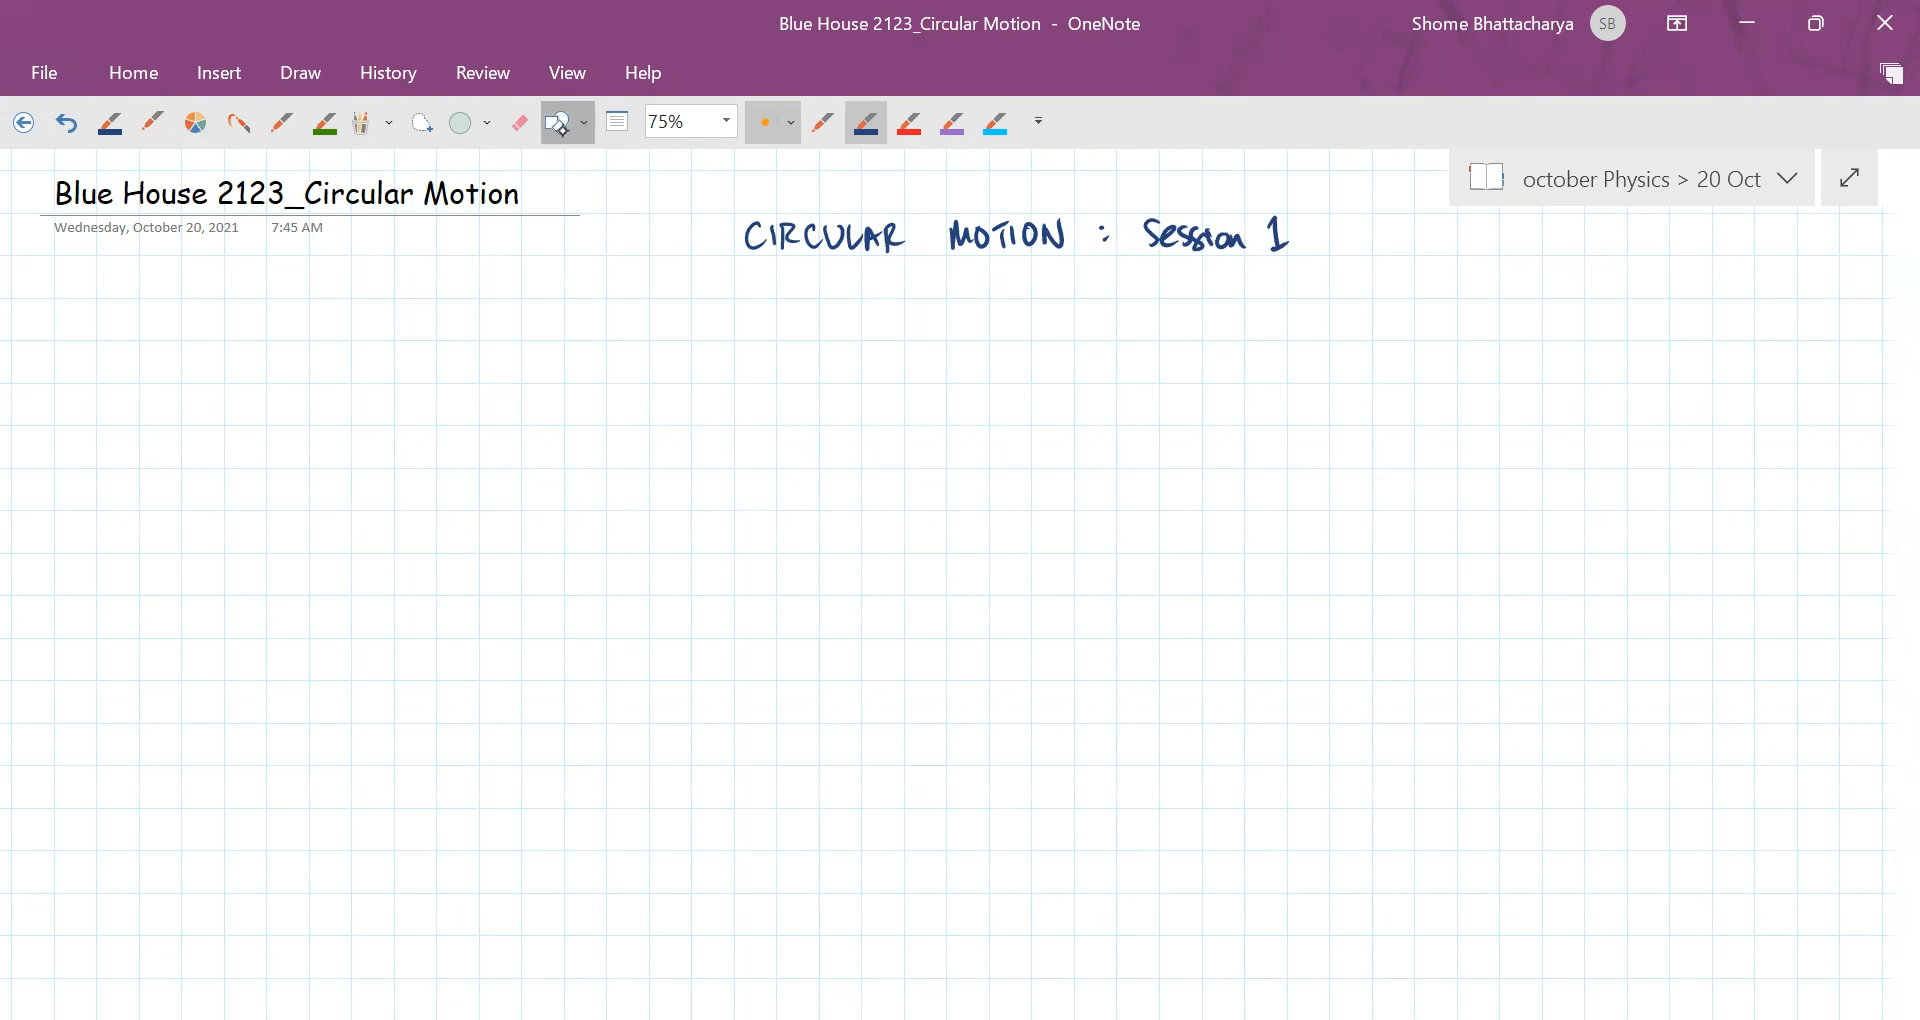 Blue House 2123_Circular Motion - OneNote
Shome Bhattacharya SB
File Home Insert Draw History Review View Help
75%
october Physics > 20 Oct
Blue House 2123_Circular Motion
Wednesday, October 20, 2021 7:45 AM
CIRCULAR MOTION : Session 1